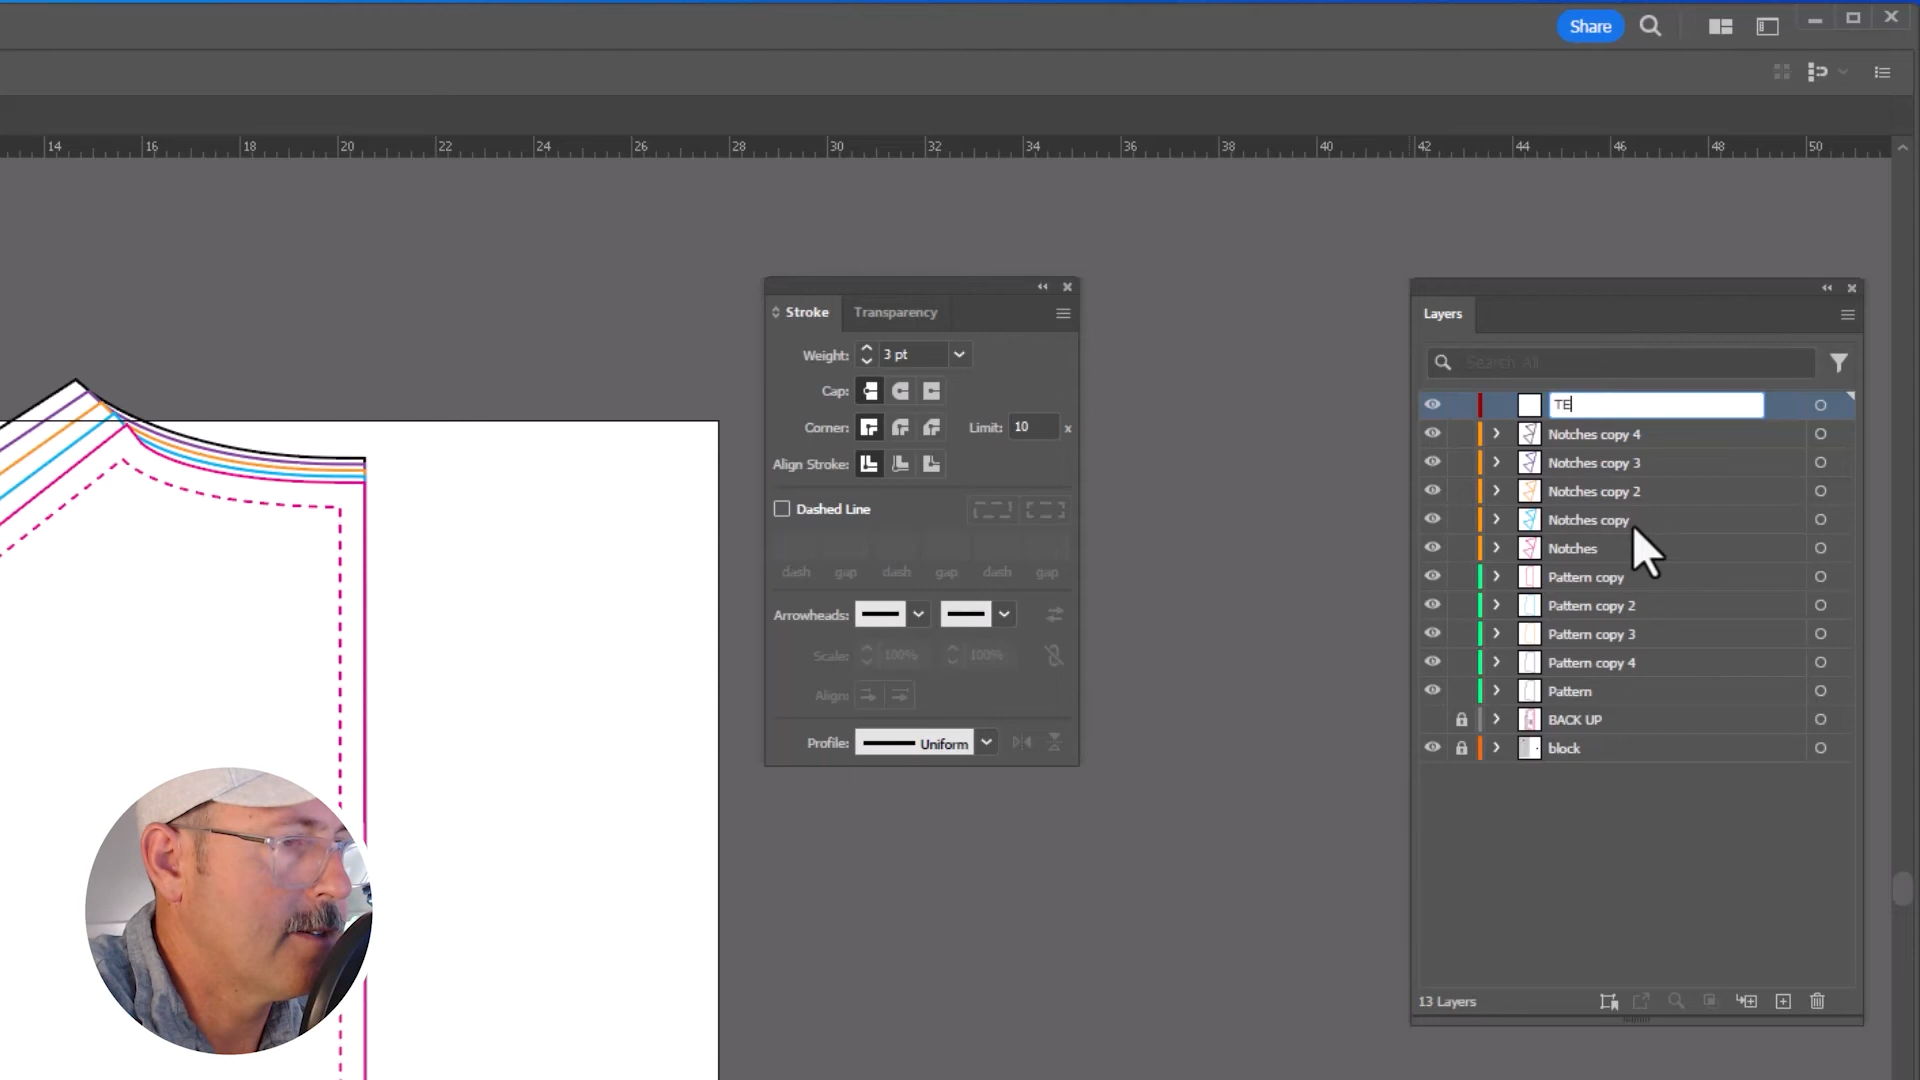 Share
14 16 18 20 22 24 26 28 30 32 34 36 38 40 42 44 46 48 50
Stroke Transparency
Weight: 3 pt
Cap:
Corner: Limit: 10 x
Align Stroke:
Dashed Line
dash gap dash gap dash gap
Arrowheads:
Scale: 100% 100%
Align:
Profile: Uniform
Layers
Search All
TE
Notches copy 4
Notches copy 3
Notches copy 2
Notches copy
Notches
Pattern copy
Pattern copy 2
Pattern copy 3
Pattern copy 4
Pattern
BACK UP
block
13 Layers